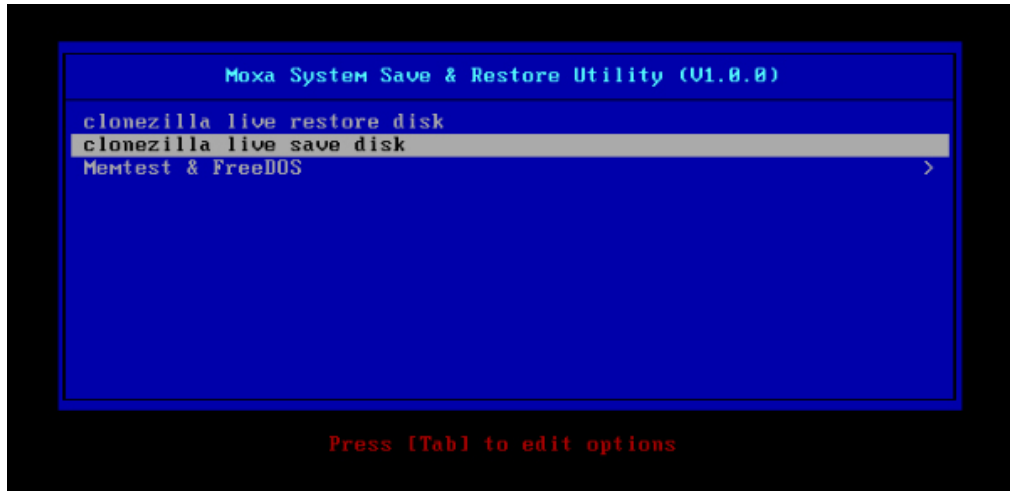 Moxa System Save & Restore Utility (V1.0.0)
clonezilla live restore disk
clonezilla live save disk
Memtest & FreeDOS >
Press [Tab] to edit options